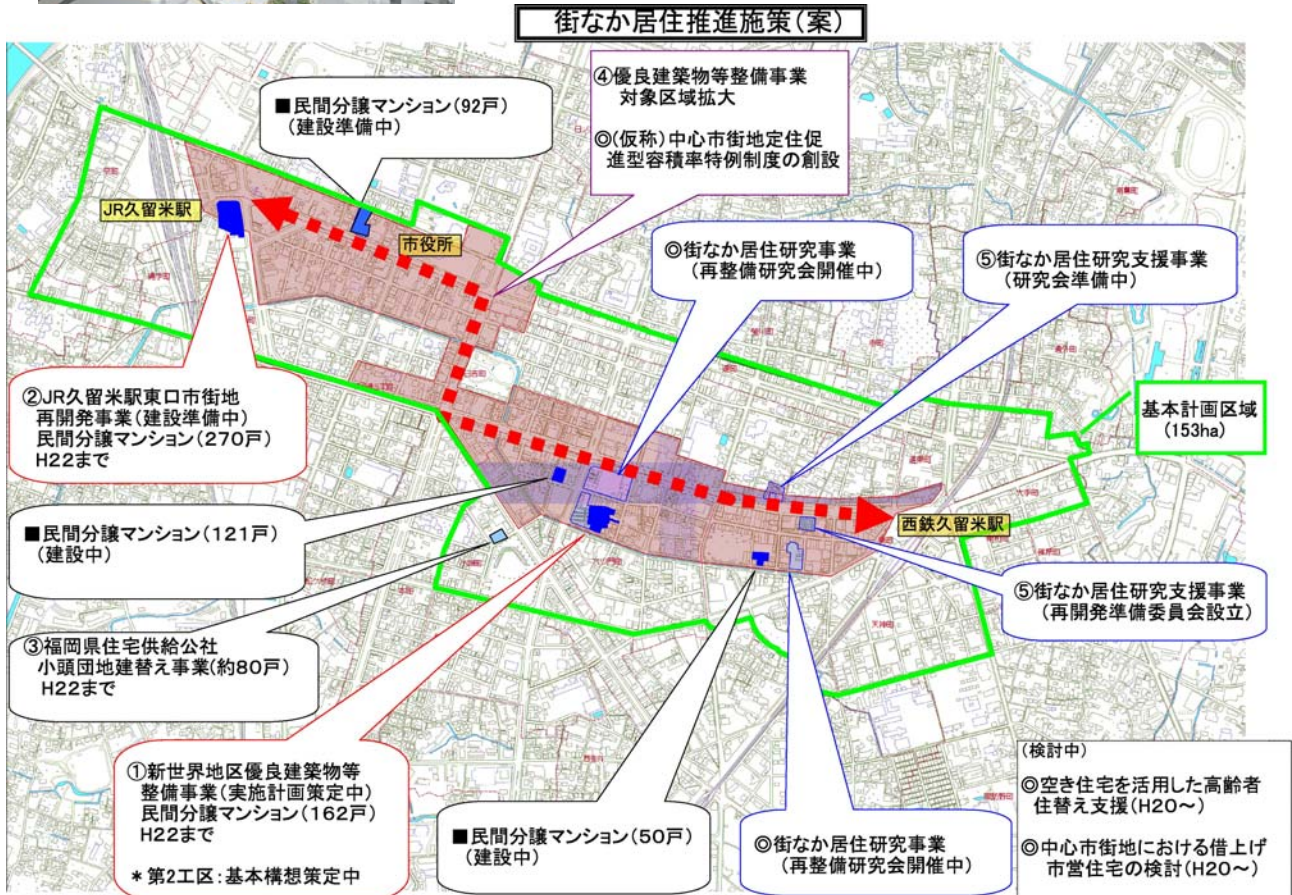 街なか居住推進施策(案)
■民間分譲マンション(92戸)
(建設準備中)
④優良建築物等整備事業
対象区域拡大
◎(仮称)中心市街地定住促
進型容積率特例制度の創設
JR久留米駅
市役所
◎街なか居住研究事業
(再整備研究会開催中)
⑤街なか居住研究支援事業
(研究会準備中)
②JR久留米駅東口市街地
再開発事業(建設準備中)
民間分譲マンション(270戸)
H22まで
基本計画区域
(153ha)
■民間分譲マンション(121戸)
(建設中)
西鉄久留米駅
⑤街なか居住研究支援事業
(再開発準備委員会設立)
③福岡県住宅供給公社
小頭団地建替え事業(約80戸)
H22まで
①新世界地区優良建築物等
整備事業(実施計画策定中)
民間分譲マンション(162戸)
H22まで
*第2工区:基本構想策定中
■民間分譲マンション(50戸)
(建設中)
◎街なか居住研究事業
(再整備研究会開催中)
(検討中)
◎空き住宅を活用した高齢者
住替え支援(H20~)
◎中心市街地における借上げ
市営住宅の検討(H20~)